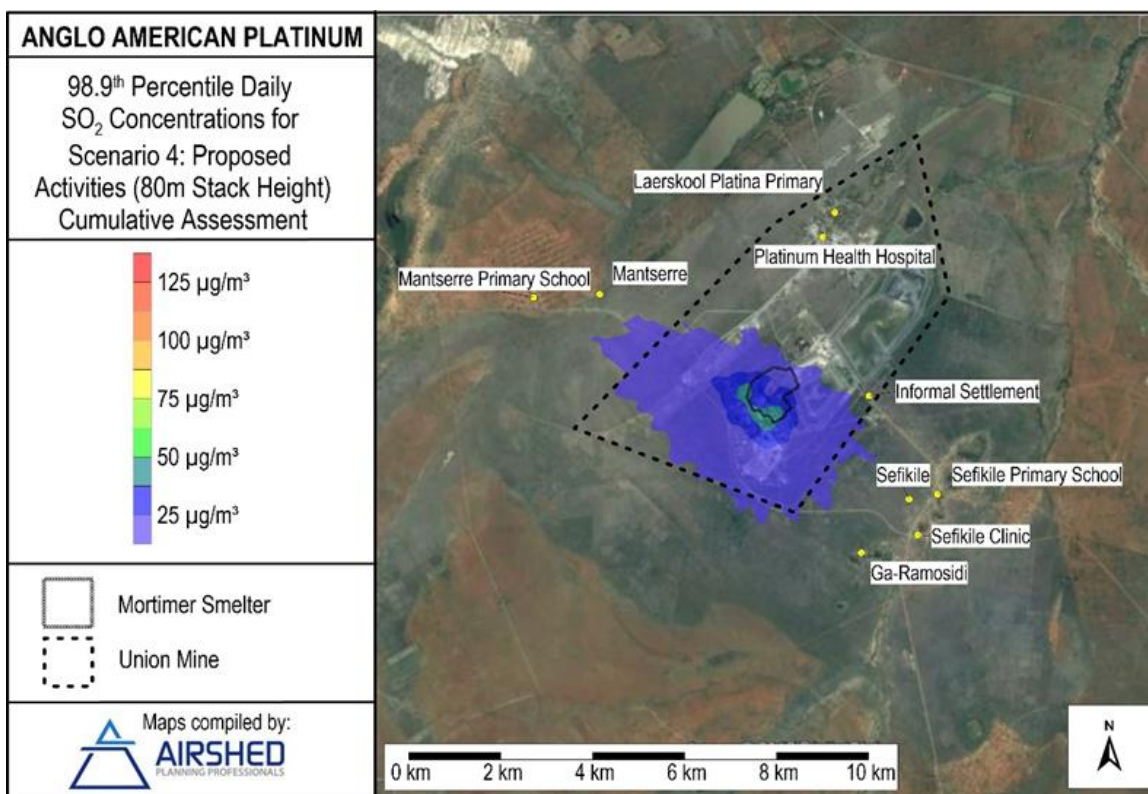 ANGLO AMERICAN PLATINUM
98.9th Percentile Daily
SO₂ Concentrations for
Scenario 4: Proposed
Activities (80m Stack Height)
Cumulative Assessment
125 µg/m³
100 µg/m³
75 µg/m³
50 µg/m³
25 µg/m³
Mortimer Smelter
Union Mine
Maps compiled by:
AIRSHED
PLANNING PROFESSIONALS
Laerskool Platina Primary
Platinum Health Hospital
Mantserre Primary School
Mantserre
Informal Settlement
Sefikile
Sefikile Primary School
Sefikile Clinic
Ga-Ramosidi
0 km 2 km 4 km 6 km 8 km 10 km
N